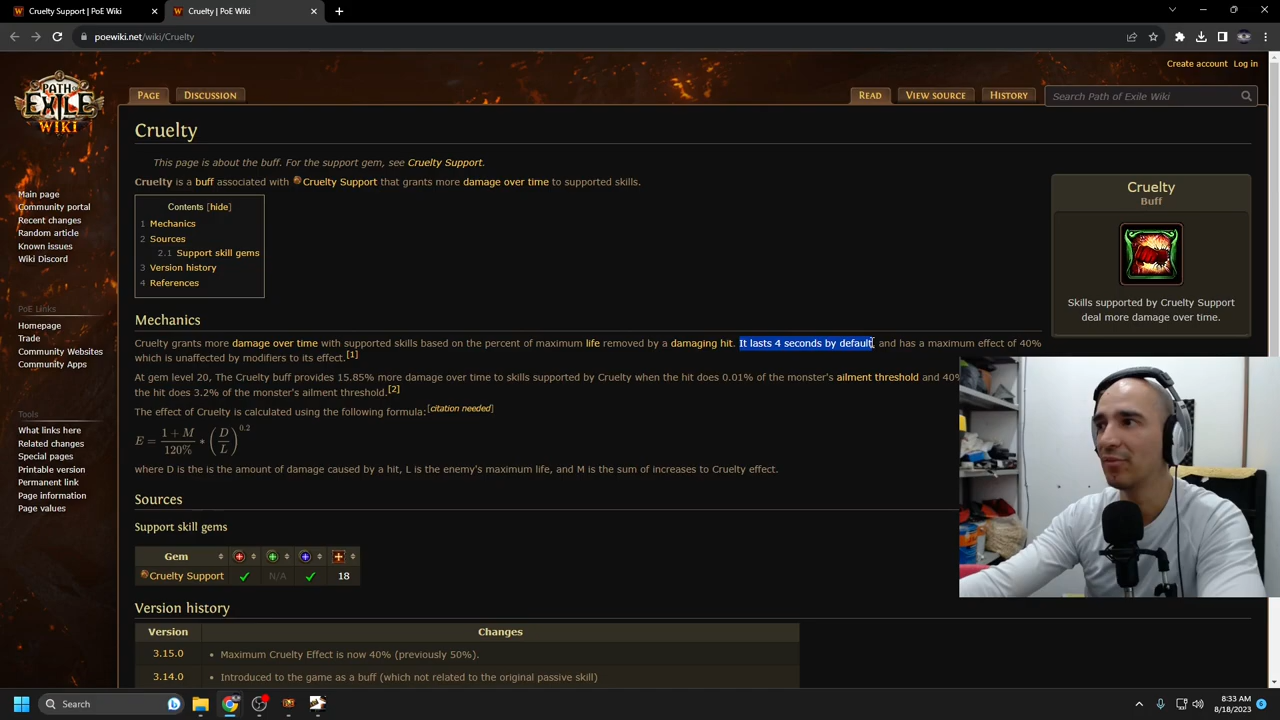 Cruelty Support | PoE Wiki
Cruelty | PoE Wiki
poewiki.net/wiki/Cruelty
Create account Log in
PATH OF EXILE WIKI
PAGE DISCUSSION READ VIEW SOURCE HISTORY Search Path of Exile Wiki
Cruelty
This page is about the buff. For the support gem, see Cruelty Support.
Cruelty is a buff associated with Cruelty Support that grants more damage over time to supported skills.
Contents [hide]
1 Mechanics
2 Sources
2.1 Support skill gems
3 Version history
4 References
Cruelty
Buff
Skills supported by Cruelty Support
deal more damage over time.
Main page
Community portal
Recent changes
Random article
Known issues
Wiki Discord
PoE Links
Homepage
Trade
Community Websites
Community Apps
Tools
What links here
Related changes
Special pages
Printable version
Permanent link
Page information
Page values
Mechanics
Cruelty grants more damage over time with supported skills based on the percent of maximum life removed by a damaging hit. It lasts 4 seconds by default, and has a maximum effect of 40%
which is unaffected by modifiers to its effect.[1]
At gem level 20, The Cruelty buff provides 15.85% more damage over time to skills supported by Cruelty when the hit does 0.01% of the monster's ailment threshold and 40%
the hit does 3.2% of the monster's ailment threshold.[2]
The effect of Cruelty is calculated using the following formula:[citation needed]
E = 1 + M / 120% * (D / L)^0.2
where D is the is the amount of damage caused by a hit, L is the enemy's maximum life, and M is the sum of increases to Cruelty effect.
Sources
Support skill gems
Gem
Cruelty Support N/A 18
Version history
Version Changes
3.15.0 • Maximum Cruelty Effect is now 40% (previously 50%).
3.14.0 • Introduced to the game as a buff (which not related to the original passive skill)
Search
8:33 AM
8/18/2023